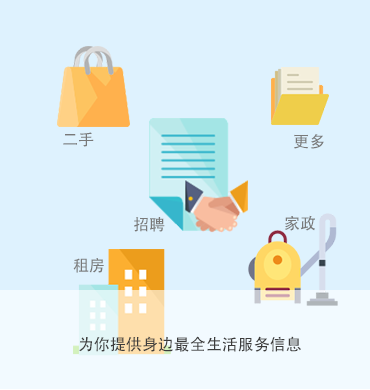 二手
更多
招聘
家政
租房
为你提供身边最全生活服务信息